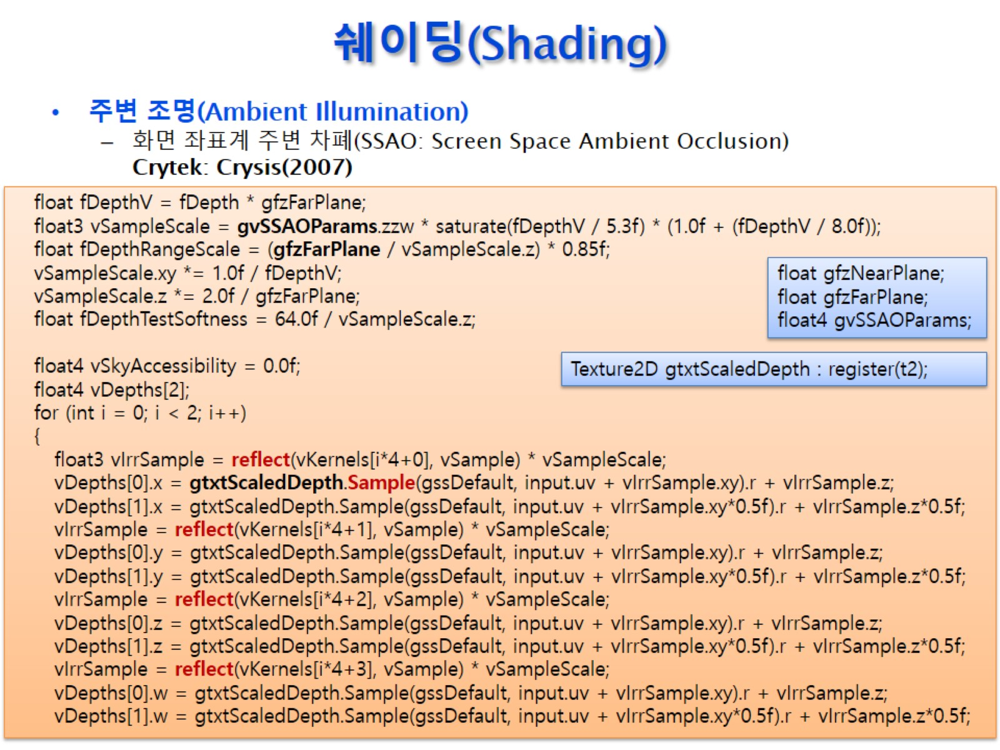 쉐이딩(Shading)
• 주변 조명(Ambient Illumination)
– 화면 좌표계 주변 차폐(SSAO: Screen Space Ambient Occlusion)
Crytek: Crysis(2007)
float fDepthV = fDepth * gfzFarPlane;
float3 vSampleScale = gvSSAOParams.zzw * saturate(fDepthV / 5.3f) * (1.0f + (fDepthV / 8.0f));
float fDepthRangeScale = (gfzFarPlane / vSampleScale.z) * 0.85f;
vSampleScale.xy *= 1.0f / fDepthV;
vSampleScale.z *= 2.0f / gfzFarPlane;
float fDepthTestSoftness = 64.0f / vSampleScale.z;
float gfzNearPlane;
float gfzFarPlane;
float4 gvSSAOParams;
float4 vSkyAccessibility = 0.0f;
Texture2D gtxtScaledDepth : register(t2);
float4 vDepths[2];
for (int i = 0; i < 2; i++)
{
float3 vIrrSample = reflect(vKernels[i*4+0], vSample) * vSampleScale;
vDepths[0].x = gtxtScaledDepth.Sample(gssDefault, input.uv + vIrrSample.xy).r + vIrrSample.z;
vDepths[1].x = gtxtScaledDepth.Sample(gssDefault, input.uv + vIrrSample.xy*0.5f).r + vIrrSample.z*0.5f;
vIrrSample = reflect(vKernels[i*4+1], vSample) * vSampleScale;
vDepths[0].y = gtxtScaledDepth.Sample(gssDefault, input.uv + vIrrSample.xy).r + vIrrSample.z;
vDepths[1].y = gtxtScaledDepth.Sample(gssDefault, input.uv + vIrrSample.xy*0.5f).r + vIrrSample.z*0.5f;
vIrrSample = reflect(vKernels[i*4+2], vSample) * vSampleScale;
vDepths[0].z = gtxtScaledDepth.Sample(gssDefault, input.uv + vIrrSample.xy).r + vIrrSample.z;
vDepths[1].z = gtxtScaledDepth.Sample(gssDefault, input.uv + vIrrSample.xy*0.5f).r + vIrrSample.z*0.5f;
vIrrSample = reflect(vKernels[i*4+3], vSample) * vSampleScale;
vDepths[0].w = gtxtScaledDepth.Sample(gssDefault, input.uv + vIrrSample.xy).r + vIrrSample.z;
vDepths[1].w = gtxtScaledDepth.Sample(gssDefault, input.uv + vIrrSample.xy*0.5f).r + vIrrSample.z*0.5f;